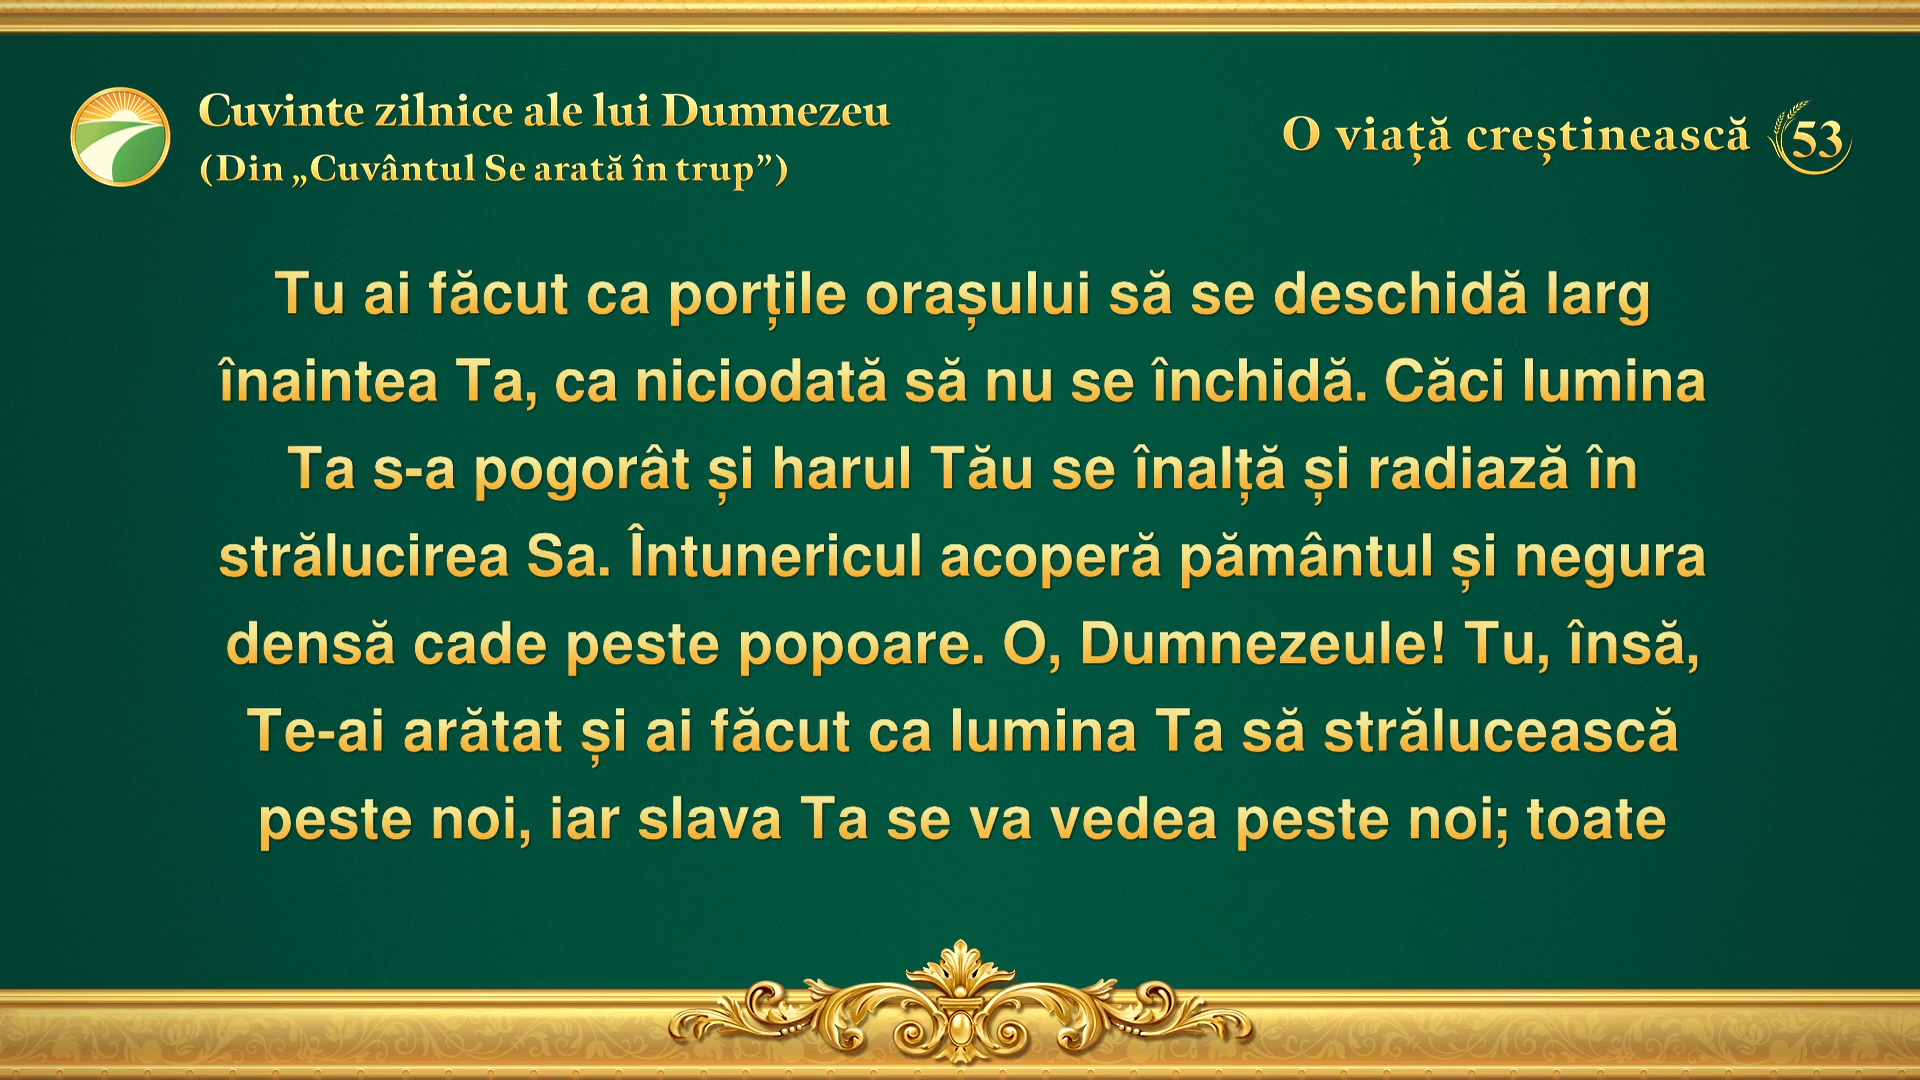 Cuvinte zilnice ale lui Dumnezeu
(Din „Cuvântul Se arată în trup”)
O viață creștinească 53
Tu ai făcut ca porțile orașului să se deschidă larg
înaintea Ta, ca niciodată să nu se închidă. Căci lumina
Ta s-a pogorât și harul Tău se înalță și radiază în
strălucirea Sa. Întunericul acoperă pământul și negura
densă cade peste popoare. O, Dumnezeule! Tu, însă,
Te-ai arătat și ai făcut ca lumina Ta să strălucească
peste noi, iar slava Ta se va vedea peste noi; toate